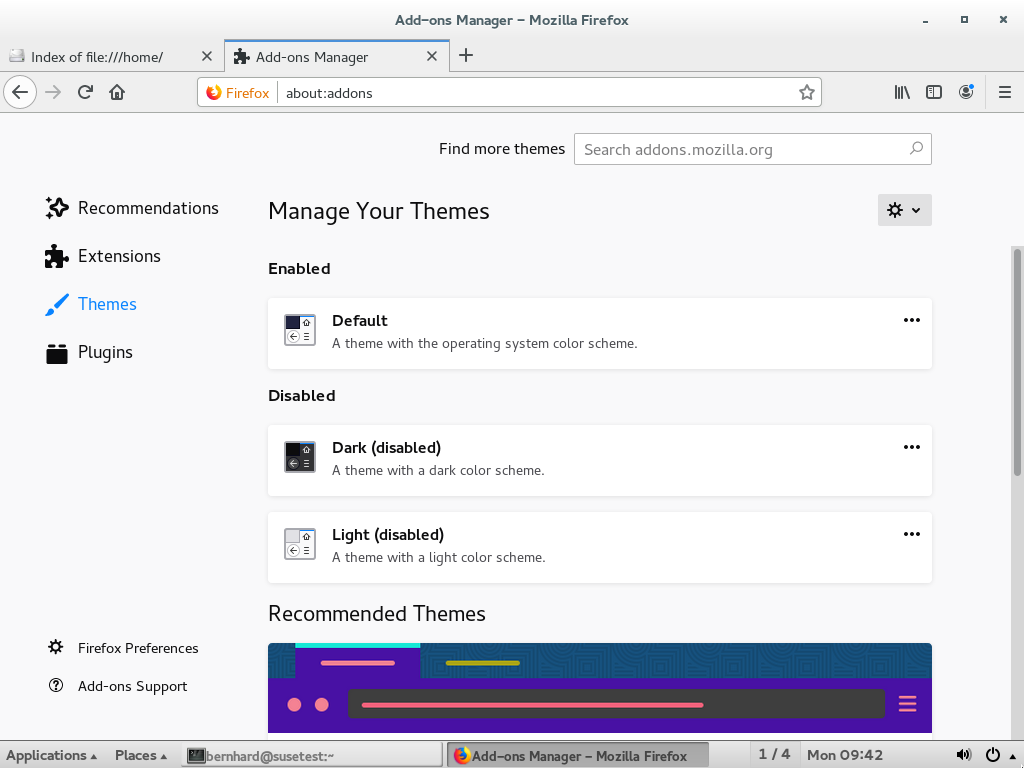 Add-ons Manager - Mozilla Firefox
Index of file:///home/
Add-ons Manager
Firefox
about:addons
Find more themes
Search addons.mozilla.org
Recommendations
Extensions
Themes
Plugins
Manage Your Themes
Enabled
Default
A theme with the operating system color scheme.
Disabled
Dark (disabled)
A theme with a dark color scheme.
Light (disabled)
A theme with a light color scheme.
Recommended Themes
Firefox Preferences
Add-ons Support
Applications
Places
bernhard@susetest:~
Add-ons Manager - Mozilla Firefox
1 / 4
Mon 09:42